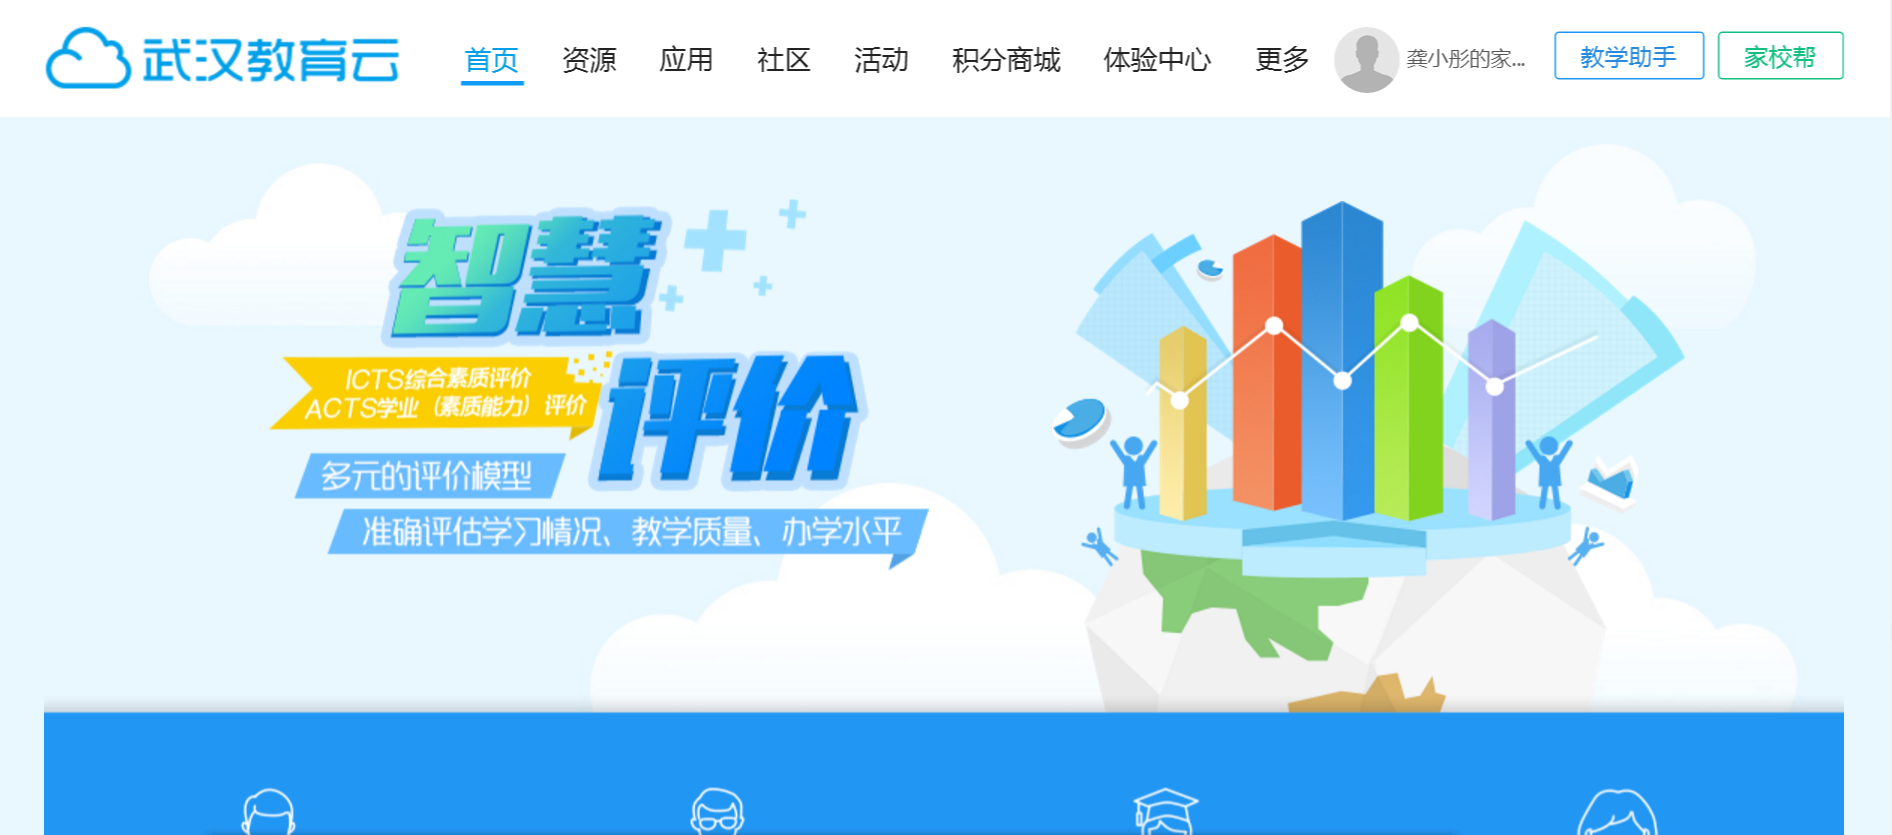 武汉教育云
首页 资源 应用 社区 活动 积分商城 体验中心 更多 龚小彤的家... 教学助手 家校帮
智慧
评价
ICTS综合素质评价
ACTS学业（素质能力）评价
多元的评价模型
准确评估学习情况、教学质量、办学水平